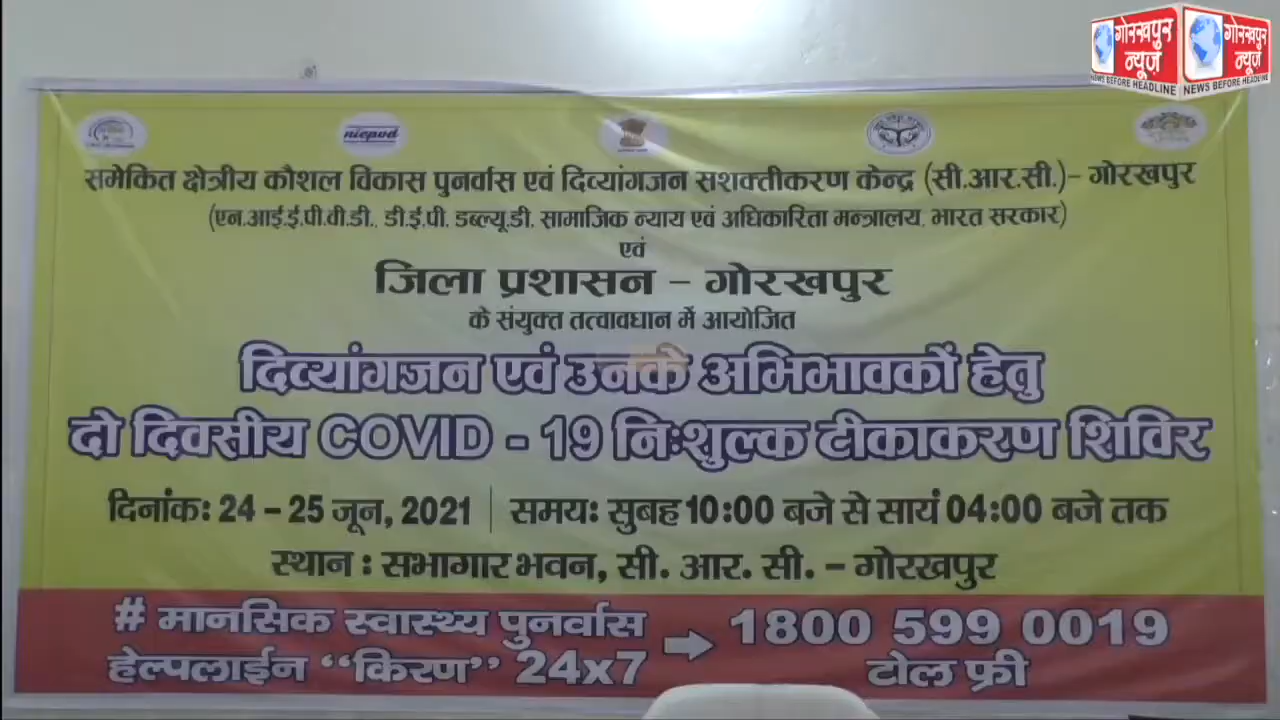 गोरखपुर न्यूज़
NEWS BEFORE HEADLINE
गोरखपुर न्यूज़
NEWS BEFORE HEADLINE
niepvd
समेकित क्षेत्रीय कौशल विकास पुनर्वास एवं दिव्यांगजन सशक्तीकरण केन्द्र (सी.आर.सी.)- गोरखपुर
(एन.आई.ई.पी.वी.डी., डी.ई.पी. डब्ल्यू.डी. सामाजिक न्याय एवं अधिकारिता मन्त्रालय, भारत सरकार)
एवं
जिला प्रशासन - गोरखपुर
के संयुक्त तत्वावधान में आयोजित
दिव्यांगजन एवं उनके अभिभावकों हेतु
दो दिवसीय COVID - 19 निःशुल्क टीकाकरण शिविर
दिनांक: 24 - 25 जून, 2021 | समय: सुबह 10:00 बजे से सायं 04:00 बजे तक
स्थान : सभागार भवन, सी. आर. सी. - गोरखपुर
# मानसिक स्वास्थ्य पुनर्वास
हेल्पलाईन “किरण” 24x7
1800 599 0019
टोल फ्री